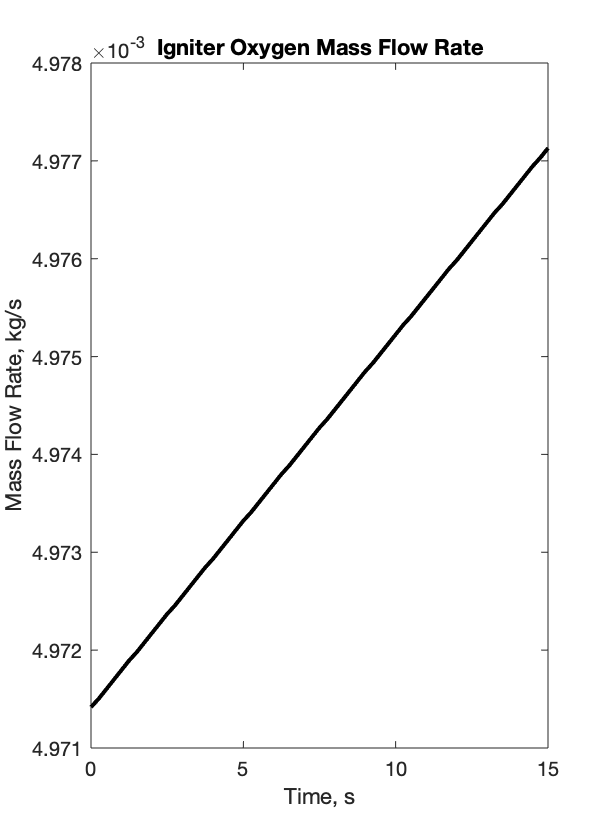 ×10⁻³ Igniter Oxygen Mass Flow Rate
4.978
4.977
4.976
4.975
4.974
4.973
4.972
4.971
Mass Flow Rate, kg/s
0 5 10 15
Time, s